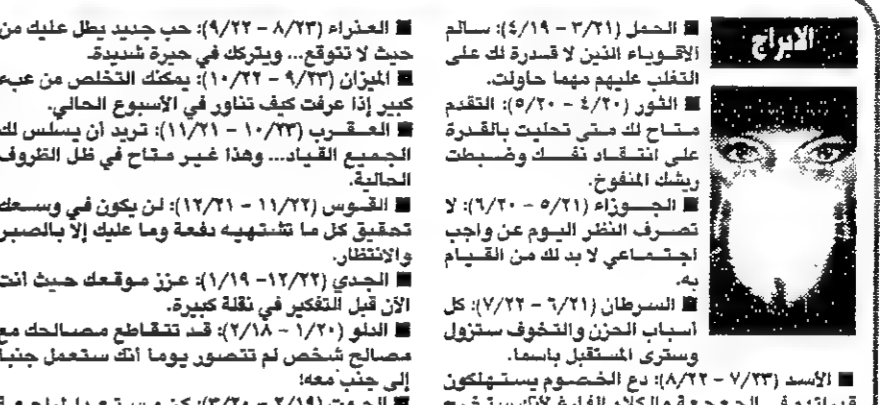 الابراج
■ الحمل (٣/٢١ - ٤/١٩): سالم
الاقوياء الذين لا قدرة لك على
التغلب عليهم مهما حاولت.
■ الثور (٤/٢٠ - ٥/٢٠): التقدم
متاح لك متى تحليت بالقدرة
على انتقاد نفسك وضبطت
ريشك المنفوخ.
■ الجوزاء (٥/٢١ - ٦/٢٠): لا
تصرف النظر اليوم عن واجب
اجتماعي لا بد لك من القيام
به.
■ السرطان (٦/٢١ - ٧/٢٢): كل
أسباب الحزن والتخوف ستزول
وسترى المستقبل باسما.
■ الأسد (٧/٢٣ - ٨/٢٢): دع الخصوم يستهلكون
■ العذراء (٨/٢٣ - ٩/٢٢): حب جديد يطل عليك من
حيث لا تتوقع... ويتركك في حيرة شديدة.
■ الميزان (٩/٢٣ - ١٠/٢٢): يمكنك التخلص من عبء
كبير إذا عرفت كيف تناور في الأسبوع الحالي.
■ العقرب (١٠/٢٣ - ١١/٢١): تريد أن يسلس لك
الجميع القياد... وهذا غير متاح في ظل الظروف
الحالية.
■ القوس (١١/٢٢ - ١٢/٢١): لن يكون في وسعك
تحقيق كل ما تشتهيه دفعة وما عليك إلا بالصبر
والانتظار.
■ الجدي (١٢/٢٢- ١/١٩): عزز موقعك حيث أنت
الآن قبل التفكير في نقلة كبيرة.
■ الدلو (١/٢٠ - ٢/١٨): قد تتقاطع مصالحك مع
مصالح شخص لم تتصور يوما أنك ستعمل جنبا
إلى جنب معه!